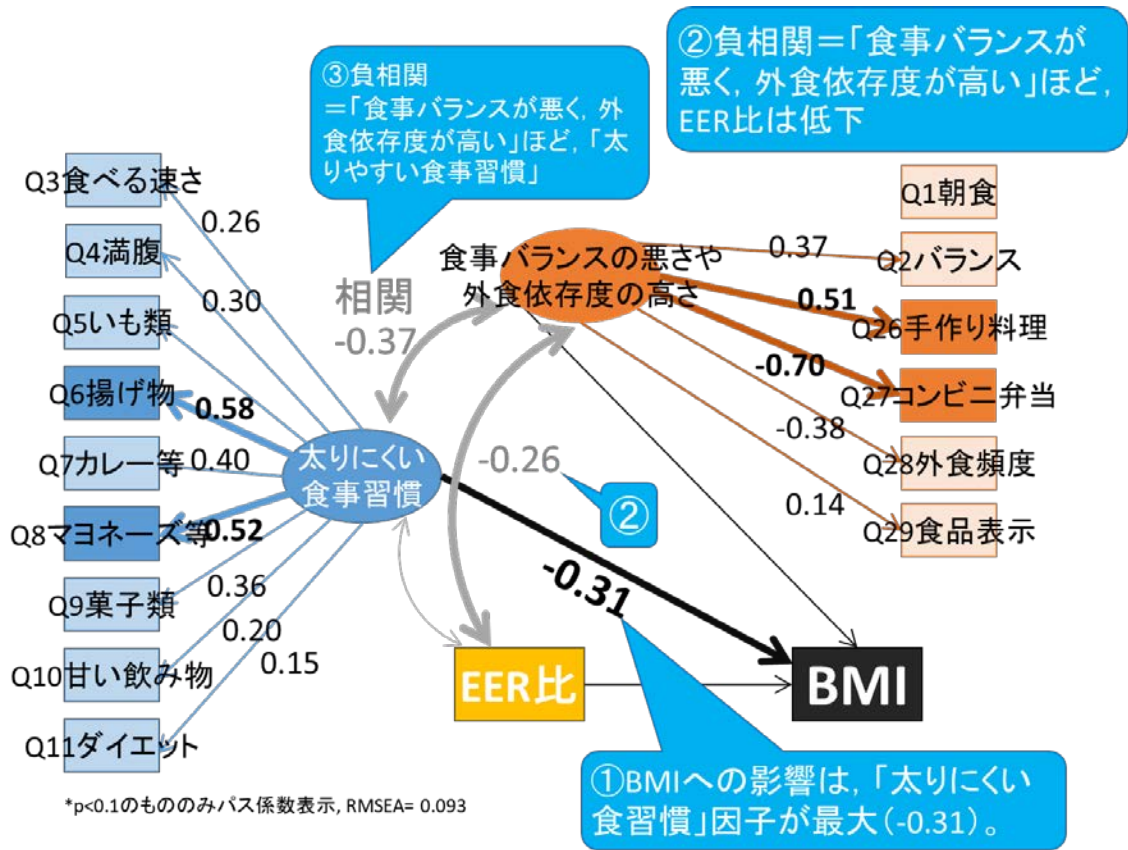 ③負相関
＝「食事バランスが悪く, 外
食依存度が高い」ほど, 「太
りやすい食事習慣」
②負相関＝「食事バランスが
悪く, 外食依存度が高い」ほど,
EER比は低下
Q3食べる速さ
Q4満腹
Q5いも類
Q6揚げ物
Q7カレー等
Q8マヨネーズ等
Q9菓子類
Q10甘い飲み物
Q11ダイエット
0.26
0.30
0.58
0.40
0.52
0.36
0.20
0.15
太りにくい
食事習慣
相関
-0.37
食事バランスの悪さや
外食依存度の高さ
Q1朝食
Q2バランス
Q26手作り料理
Q27コンビニ弁当
Q28外食頻度
Q29食品表示
0.37
0.51
-0.70
-0.38
0.14
-0.26
②
-0.31
EER比
BMI
①BMIへの影響は, 「太りにくい
食習慣」因子が最大（-0.31）。
*p<0.1のもののみパス係数表示, RMSEA= 0.093